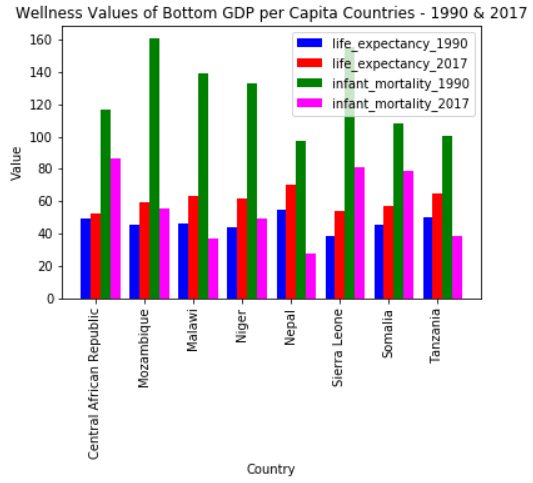 Wellness Values of Bottom GDP per Capita Countries - 1990 & 2017
life_expectancy_1990
life_expectancy_2017
infant_mortality_1990
infant_mortality_2017
Value
160
140
120
100
80
60
40
20
0
Central African Republic
Mozambique
Malawi
Niger
Nepal
Sierra Leone
Somalia
Tanzania
Country